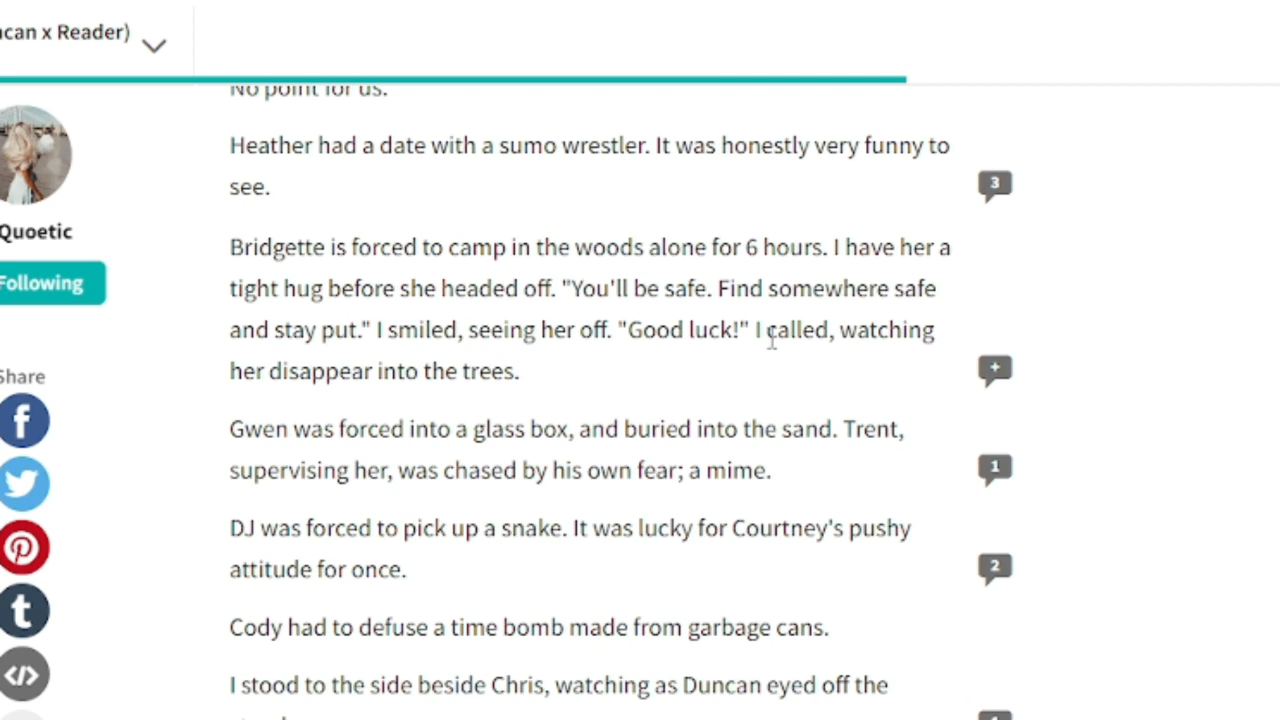 ncan x Reader)
No point for us.
Heather had a date with a sumo wrestler. It was honestly very funny to
see.
3
Quoetic
Following
Bridgette is forced to camp in the woods alone for 6 hours. I have her a
tight hug before she headed off. "You'll be safe. Find somewhere safe
and stay put." I smiled, seeing her off. "Good luck!" I called, watching
her disappear into the trees.
+
Share
Gwen was forced into a glass box, and buried into the sand. Trent,
supervising her, was chased by his own fear; a mime.
1
DJ was forced to pick up a snake. It was lucky for Courtney's pushy
attitude for once.
2
Cody had to defuse a time bomb made from garbage cans.
I stood to the side beside Chris, watching as Duncan eyed off the